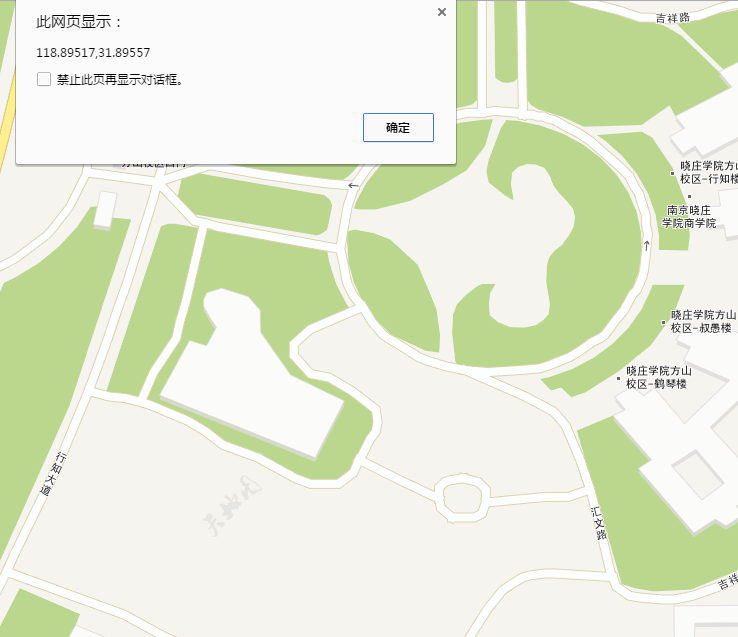 此网页显示：
118.89517,31.89557
禁止此页再显示对话框。
确定
吉祥路
晓庄学院方山
校区-行知楼
南京晓庄
学院商学院
晓庄学院方山
校区-叔愚楼
晓庄学院方山
校区-鹤琴楼
行知大道
天地图
汇文路
吉祥